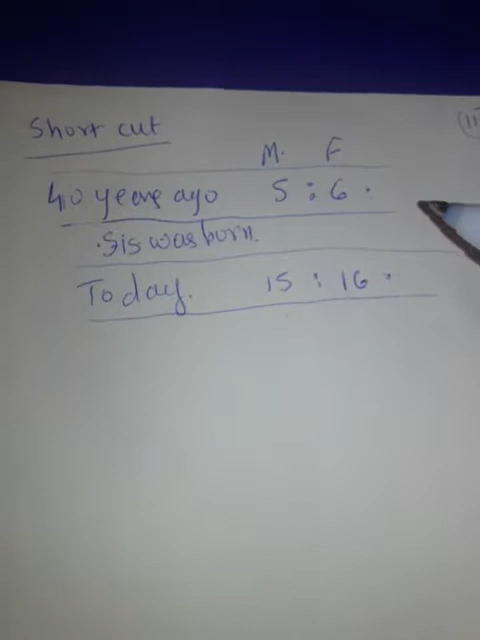 Short cut
M. F
40 years ago 5 : 6.
.Sis was born.
Today. 15 : 16.